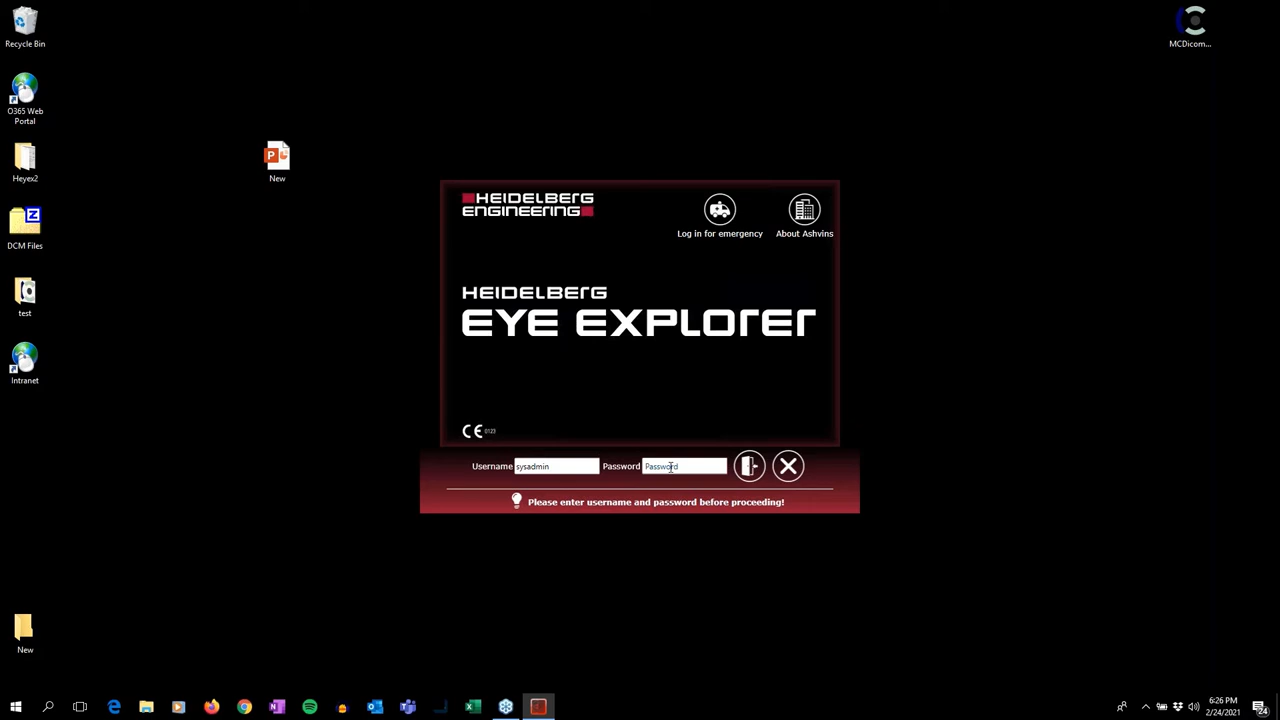 Recycle Bin
MCDicom...
O365 Web
Portal
New
Heyex2
DCM Files
test
Intranet
New
HEIDELBERG
ENGINEERING
Log in for emergency
About Ashvins
HEIDELBERG
EYE EXPLORER
CE 0123
Username sysadmin Password Password
Please enter username and password before proceeding!
6:26 PM
2/24/2021
24